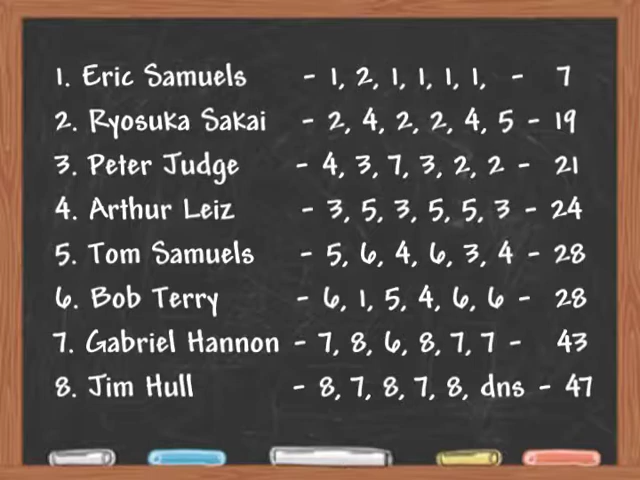 1. Eric Samuels - 1, 2, 1, 1, 1, 1, - 7
2. Ryosuka Sakai - 2, 4, 2, 2, 4, 5 - 19
3. Peter Judge - 4, 3, 7, 3, 2, 2 - 21
4. Arthur Leiz - 3, 5, 3, 5, 5, 3 - 24
5. Tom Samuels - 5, 6, 4, 6, 3, 4 - 28
6. Bob Terry - 6, 1, 5, 4, 6, 6 - 28
7. Gabriel Hannon - 7, 8, 6, 8, 7, 7 - 43
8. Jim Hull - 8, 7, 8, 7, 8, dns - 47